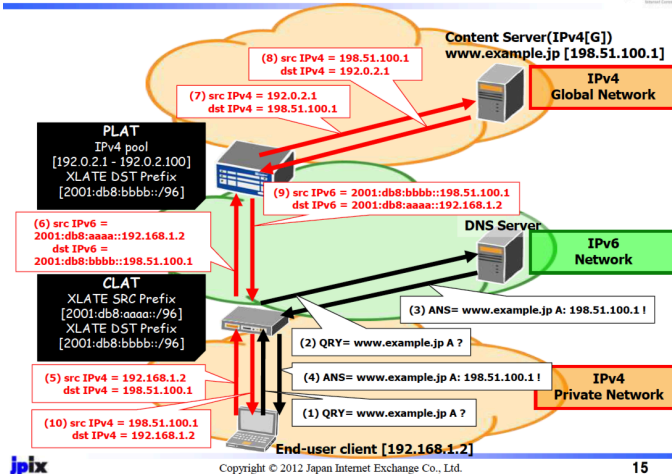 Content Server(IPv4[G])
www.example.jp [198.51.100.1]
(8) src IPv4 = 198.51.100.1
dst IPv4 = 192.0.2.1
IPv4
Global Network
(7) src IPv4 = 192.0.2.1
dst IPv4 = 198.51.100.1
PLAT
IPv4 pool
[192.0.2.1 - 192.0.2.100]
XLATE DST Prefix
[2001:db8:bbbb::/96]
(9) src IPv6 = 2001:db8:bbbb::198.51.100.1
dst IPv6 = 2001:db8:aaaa::192.168.1.2
(6) src IPv6 =
2001:db8:aaaa::192.168.1.2
dst IPv6 =
2001:db8:bbbb::198.51.100.1
DNS Server
IPv6
Network
CLAT
XLATE SRC Prefix
[2001:db8:aaaa::/96]
XLATE DST Prefix
[2001:db8:bbbb::/96]
(3) ANS= www.example.jp A: 198.51.100.1 !
(2) QRY= www.example.jp A ?
(5) src IPv4 = 192.168.1.2
dst IPv4 = 198.51.100.1
(4) ANS= www.example.jp A: 198.51.100.1 !
IPv4
Private Network
(1) QRY= www.example.jp A ?
(10) src IPv4 = 198.51.100.1
dst IPv4 = 192.168.1.2
End-user client [192.168.1.2]
jpix
Copyright © 2012 Japan Internet Exchange Co., Ltd.
15